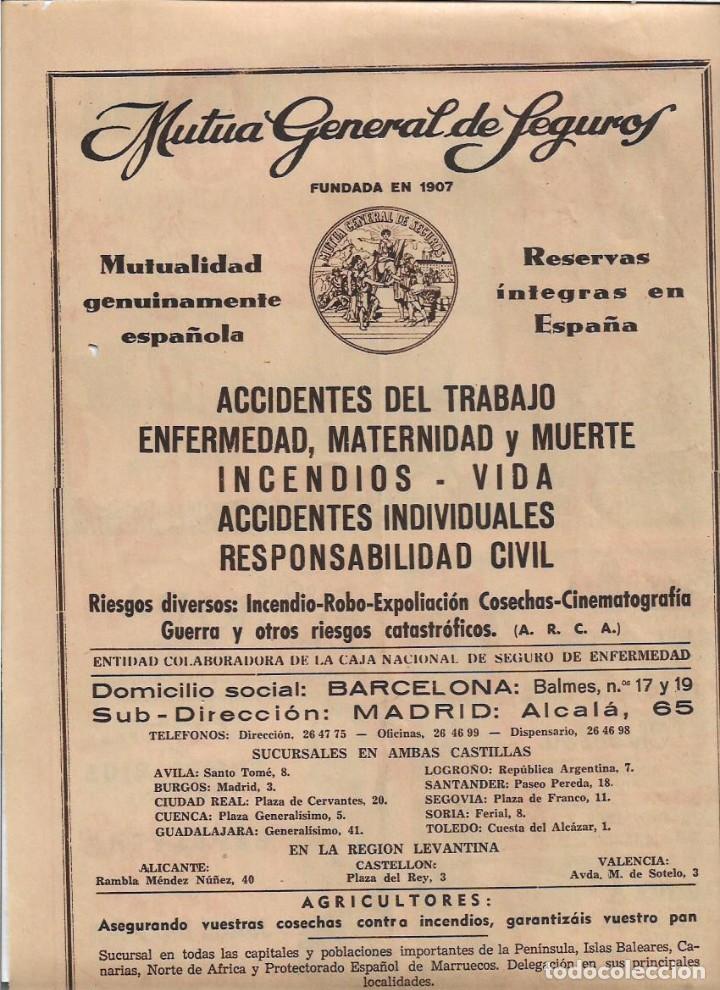 Mutua General de Seguros
FUNDADA EN 1907
MUTUA GENERAL DE SEGUROS
Mutualidad
genuinamente
española
Reservas
íntegras en
España
ACCIDENTES DEL TRABAJO
ENFERMEDAD, MATERNIDAD y MUERTE
INCENDIOS - VIDA
ACCIDENTES INDIVIDUALES
RESPONSABILIDAD CIVIL
Riesgos diversos: Incendio-Robo-Expoliación Cosechas-Cinematografía
Guerra y otros riesgos catastróficos. (A. R. C. A.)
ENTIDAD COLABORADORA DE LA CAJA NACIONAL DE SEGURO DE ENFERMEDAD
Domicilio social: BARCELONA: Balmes, n.os 17 y 19
Sub-Dirección: MADRID: Alcalá, 65
TELEFONOS: Dirección. 26 47 75 — Oficinas, 26 46 99 — Dispensario, 26 46 98
SUCURSALES EN AMBAS CASTILLAS
AVILA: Santo Tomé, 8.
BURGOS: Madrid, 3.
CIUDAD REAL: Plaza de Cervantes, 20.
CUENCA: Plaza Generalísimo, 5.
GUADALAJARA: Generalísimo, 41.
LOGROÑO: República Argentina, 7.
SANTANDER: Paseo Pereda, 18.
SEGOVIA: Plaza de Franco, 11.
SORIA: Ferial, 8.
TOLEDO: Cuesta del Alcázar, 1.
EN LA REGION LEVANTINA
ALICANTE:
Rambla Méndez Núñez, 40
CASTELLON:
Plaza del Rey, 3
VALENCIA:
Avda. M. de Sotelo, 3
AGRICULTORES:
Asegurando vuestras cosechas contra incendios, garantizáis vuestro pan
Sucursal en todas las capitales y poblaciones importantes de la Península, Islas Baleares, Ca-
narias, Norte de Africa y Protectorado Español de Marruecos. Delegación en sus principales
localidades.
todocoleccion